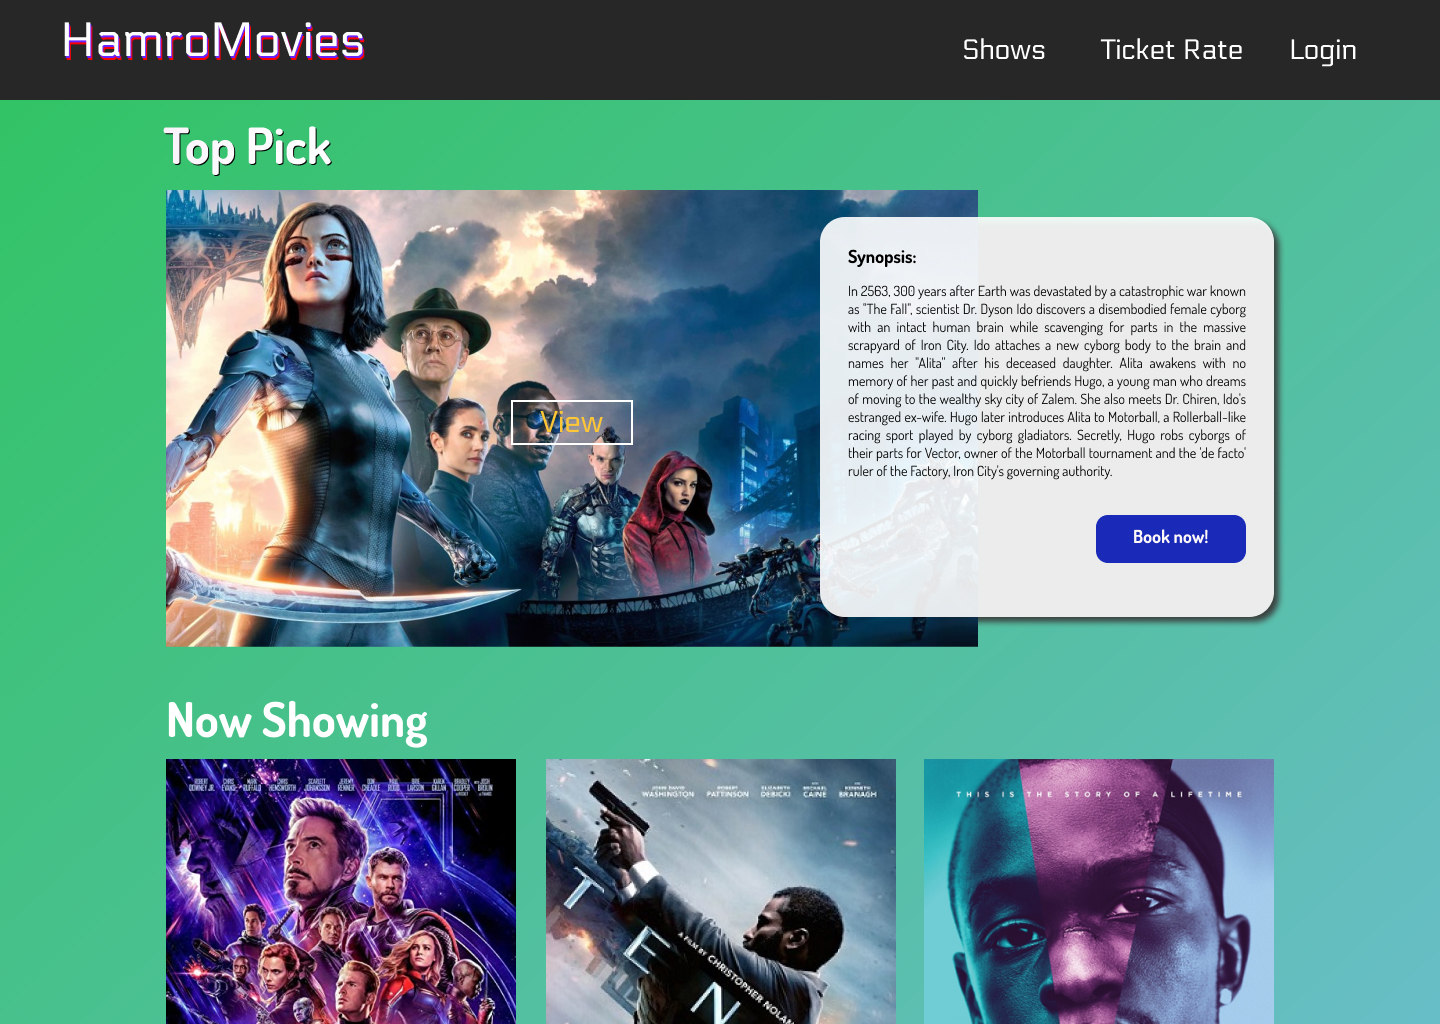 HamroMovies
Shows
Ticket Rate
Login
Top Pick
View
Synopsis:
In 2563, 300 years after Earth was devastated by a catastrophic war known
as "The Fall", scientist Dr. Dyson Ido discovers a disembodied female cyborg
with an intact human brain while scavenging for parts in the massive
scrapyard of Iron City. Ido attaches a new cyborg body to the brain and
names her "Alita" after his deceased daughter. Alita awakens with no
memory of her past and quickly befriends Hugo, a young man who dreams
of moving to the wealthy sky city of Zalem. She also meets Dr. Chiren, Ido's
estranged ex-wife. Hugo later introduces Alita to Motorball, a Rollerball-like
racing sport played by cyborg gladiators. Secretly, Hugo robs cyborgs of
their parts for Vector, owner of the Motorball tournament and the 'de facto'
ruler of the Factory, Iron City's governing authority.
Book now!
Now Showing
ROBERT DOWNEY JR.
CHRIS EVANS
MARK RUFFALO
CHRIS HEMSWORTH
SCARLETT JOHANSSON
JEREMY RENNER
DON CHEADLE
PAUL RUDD
BRIE LARSON
KAREN GILLAN
BRADLEY COOPER
JOSH BROLIN
JOHN DAVID WASHINGTON
ROBERT PATTINSON
ELIZABETH DEBICKI
MICHAEL CAINE
KENNETH BRANAGH
T
E
N
A FILM BY CHRISTOPHER NOLAN
THIS IS THE STORY OF A LIFETIME